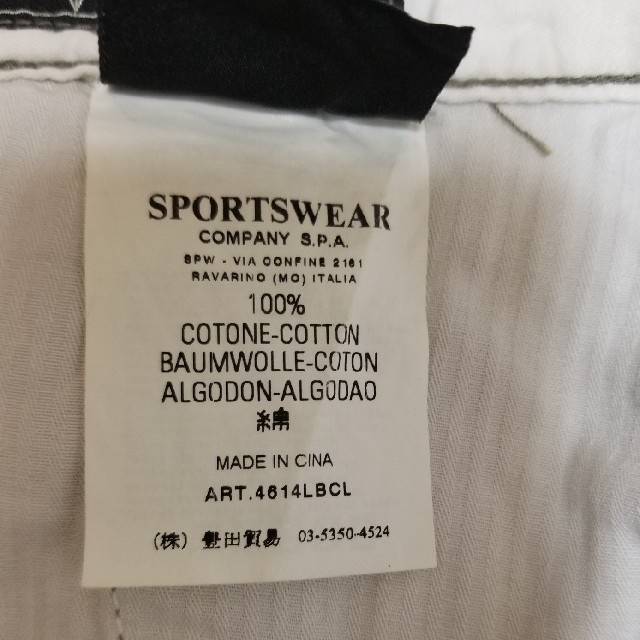 SPORTSWEAR
COMPANY S.P.A.
SPW - VIA CONFINE 2161
RAVARINO (MO) ITALIA
100%
COTONE-COTTON
BAUMWOLLE-COTON
ALGODON-ALGODAO
綿
MADE IN CINA
ART.4614LBCL
(株) 豊田貿易 03-5350-4524